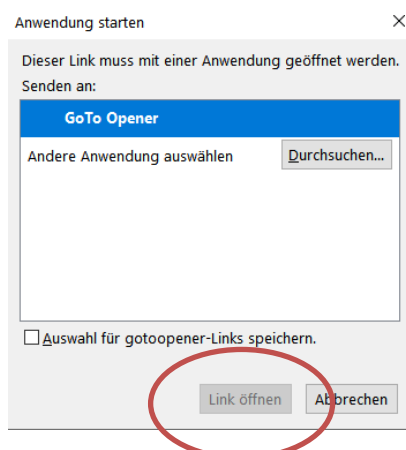 Anwendung starten
Dieser Link muss mit einer Anwendung geöffnet werden.
Senden an:
GoTo Opener
Andere Anwendung auswählen Durchsuchen...
Auswahl für gotoopener-Links speichern.
Link öffnen Abbrechen